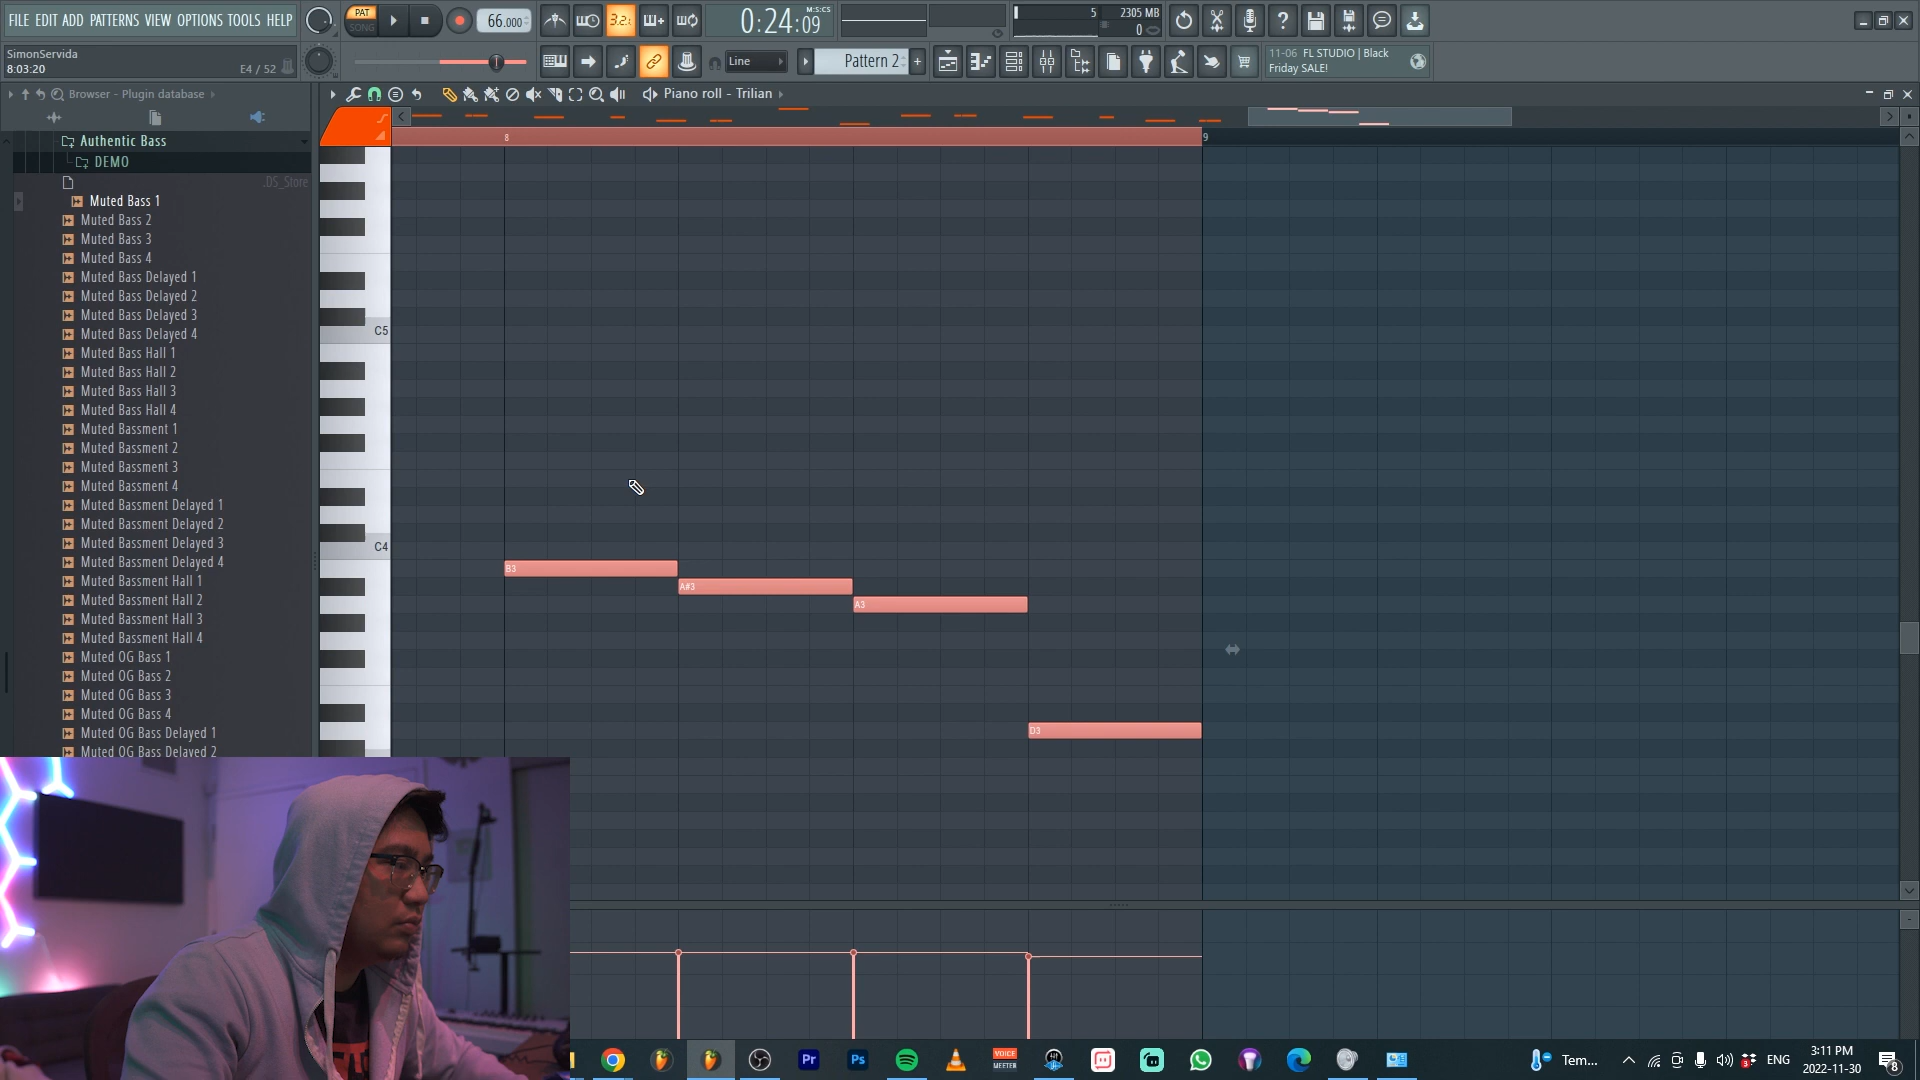 FILE EDIT ADD PATTERNS VIEW OPTIONS TOOLS HELP
PAT
SONG
66.000
3.2.
M:S:CS
0:24:09
5
2305 MB
0
SimonServida
8:03:20
E4 / 52
Line
Pattern 2
+
11-06 FL STUDIO | Black
Friday SALE!
Browser - Plugin database
Piano roll - Trilian
Authentic Bass
DEMO
.DS_Store
Muted Bass 1
Muted Bass 2
Muted Bass 3
Muted Bass 4
Muted Bass Delayed 1
Muted Bass Delayed 2
Muted Bass Delayed 3
Muted Bass Delayed 4
Muted Bass Hall 1
Muted Bass Hall 2
Muted Bass Hall 3
Muted Bass Hall 4
Muted Bassment 1
Muted Bassment 2
Muted Bassment 3
Muted Bassment 4
Muted Bassment Delayed 1
Muted Bassment Delayed 2
Muted Bassment Delayed 3
Muted Bassment Delayed 4
Muted Bassment Hall 1
Muted Bassment Hall 2
Muted Bassment Hall 3
Muted Bassment Hall 4
Muted OG Bass 1
Muted OG Bass 2
Muted OG Bass 3
Muted OG Bass 4
Muted OG Bass Delayed 1
Muted OG Bass Delayed 2
8
9
C5
C4
B3
A#3
A3
D3
Pr
Ps
VOICE
MEETER
Tem...
ENG
3:11 PM
2022-11-30
8